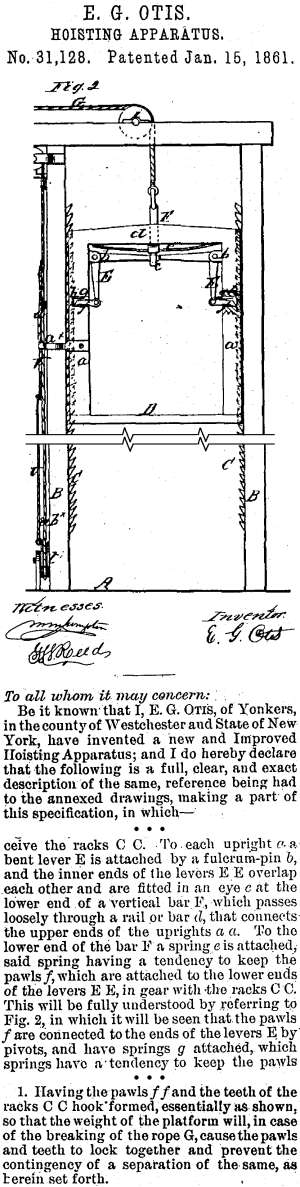 E. G. OTIS.
HOISTING APPARATUS.
No. 31,128. Patented Jan. 15, 1861.
Fig. 2
G
F
d
e
b
b
E
E
g
f
a'
a
a
D
C
C
B
B
b*
A
Witnesses.
Inventor.
E. G. Otis
To all whom it may concern:
Be it known that I, E. G. OTIS, of Yonkers,
in the county of Westchester and State of New
York, have invented a new and Improved
Hoisting Apparatus; and I do hereby declare
that the following is a full, clear, and exact
description of the same, reference being had
to the annexed drawings, making a part of
this specification, in which—
• • •
ceive the racks C C. To each upright a a
bent lever E is attached by a fulcrum-pin b,
and the inner ends of the levers E E overlap
each other and are fitted in an eye c at the
lower end of a vertical bar F, which passes
loosely through a rail or bar d, that connects
the upper ends of the uprights a a. To the
lower end of the bar F a spring e is attached,
said spring having a tendency to keep the
pawls f, which are attached to the lower ends
of the levers E E, in gear with the racks C C.
This will be fully understood by referring to
Fig. 2, in which it will be seen that the pawls
f are connected to the ends of the levers E by
pivots, and have springs g attached, which
springs have a tendency to keep the pawls
• • •
1. Having the pawls f f and the teeth of the
racks C C hook formed, essentially as shown,
so that the weight of the platform will, in case
of the breaking of the rope G, cause the pawls
and teeth to lock together and prevent the
contingency of a separation of the same, as
herein set forth.